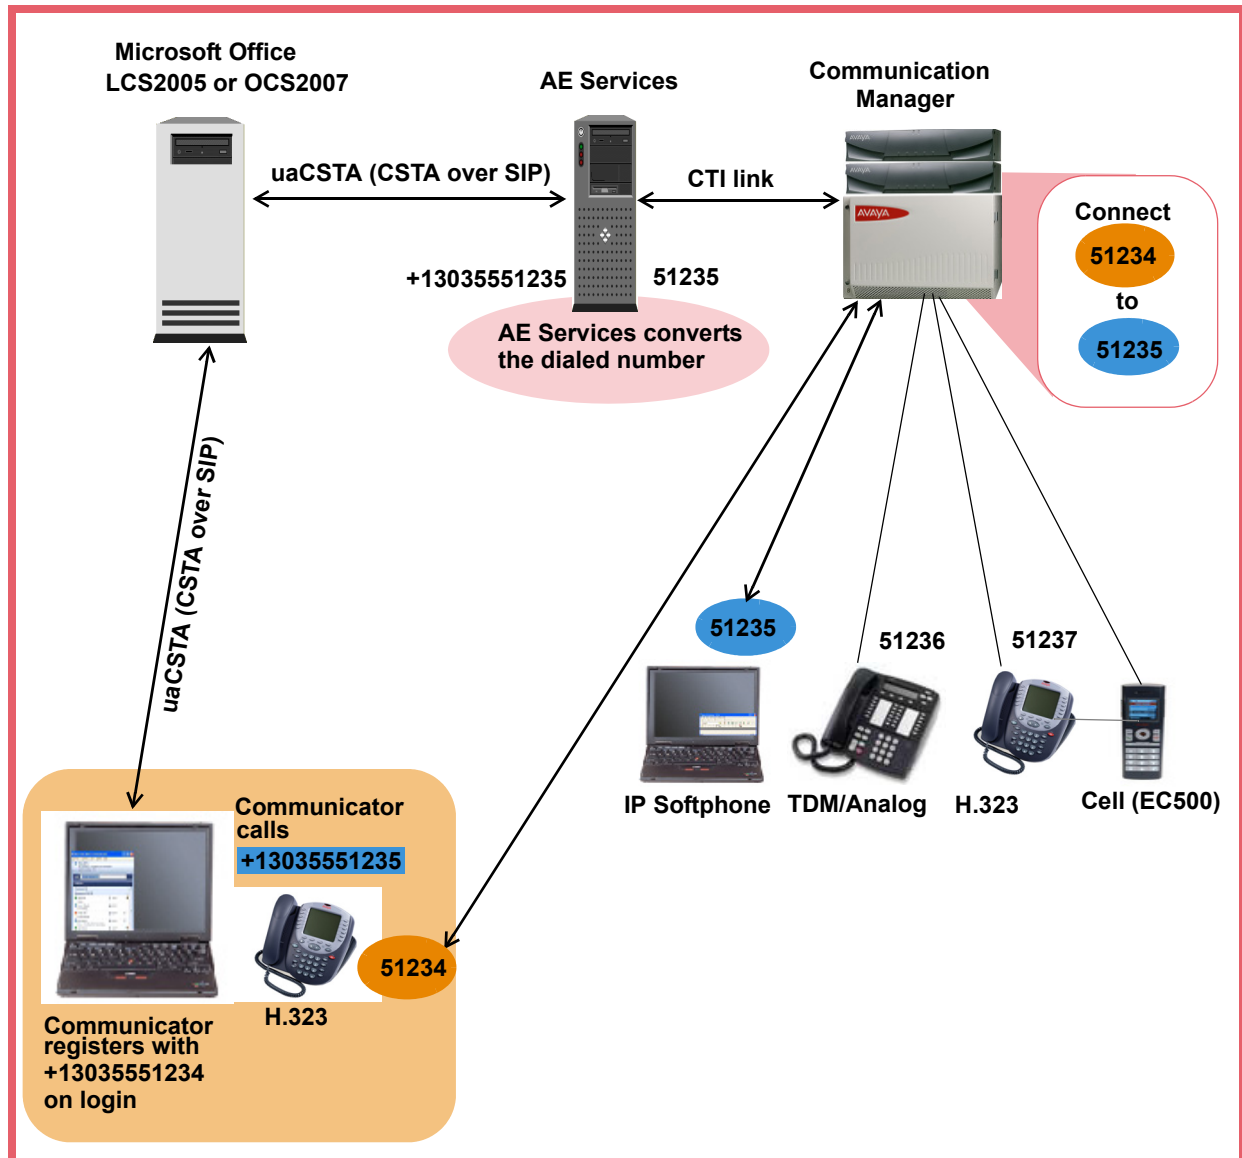 Microsoft Office
LCS2005 or OCS2007
AE Services
Communication
Manager
uaCSTA (CSTA over SIP)
CTI link
AVAYA
Connect
51234
to
51235
+13035551235
51235
AE Services converts
the dialed number
uaCSTA (CSTA over SIP)
51235
51236
51237
IP Softphone
TDM/Analog
H.323
Cell (EC500)
Communicator
calls
+13035551235
51234
H.323
Communicator
registers with
+13035551234
on login